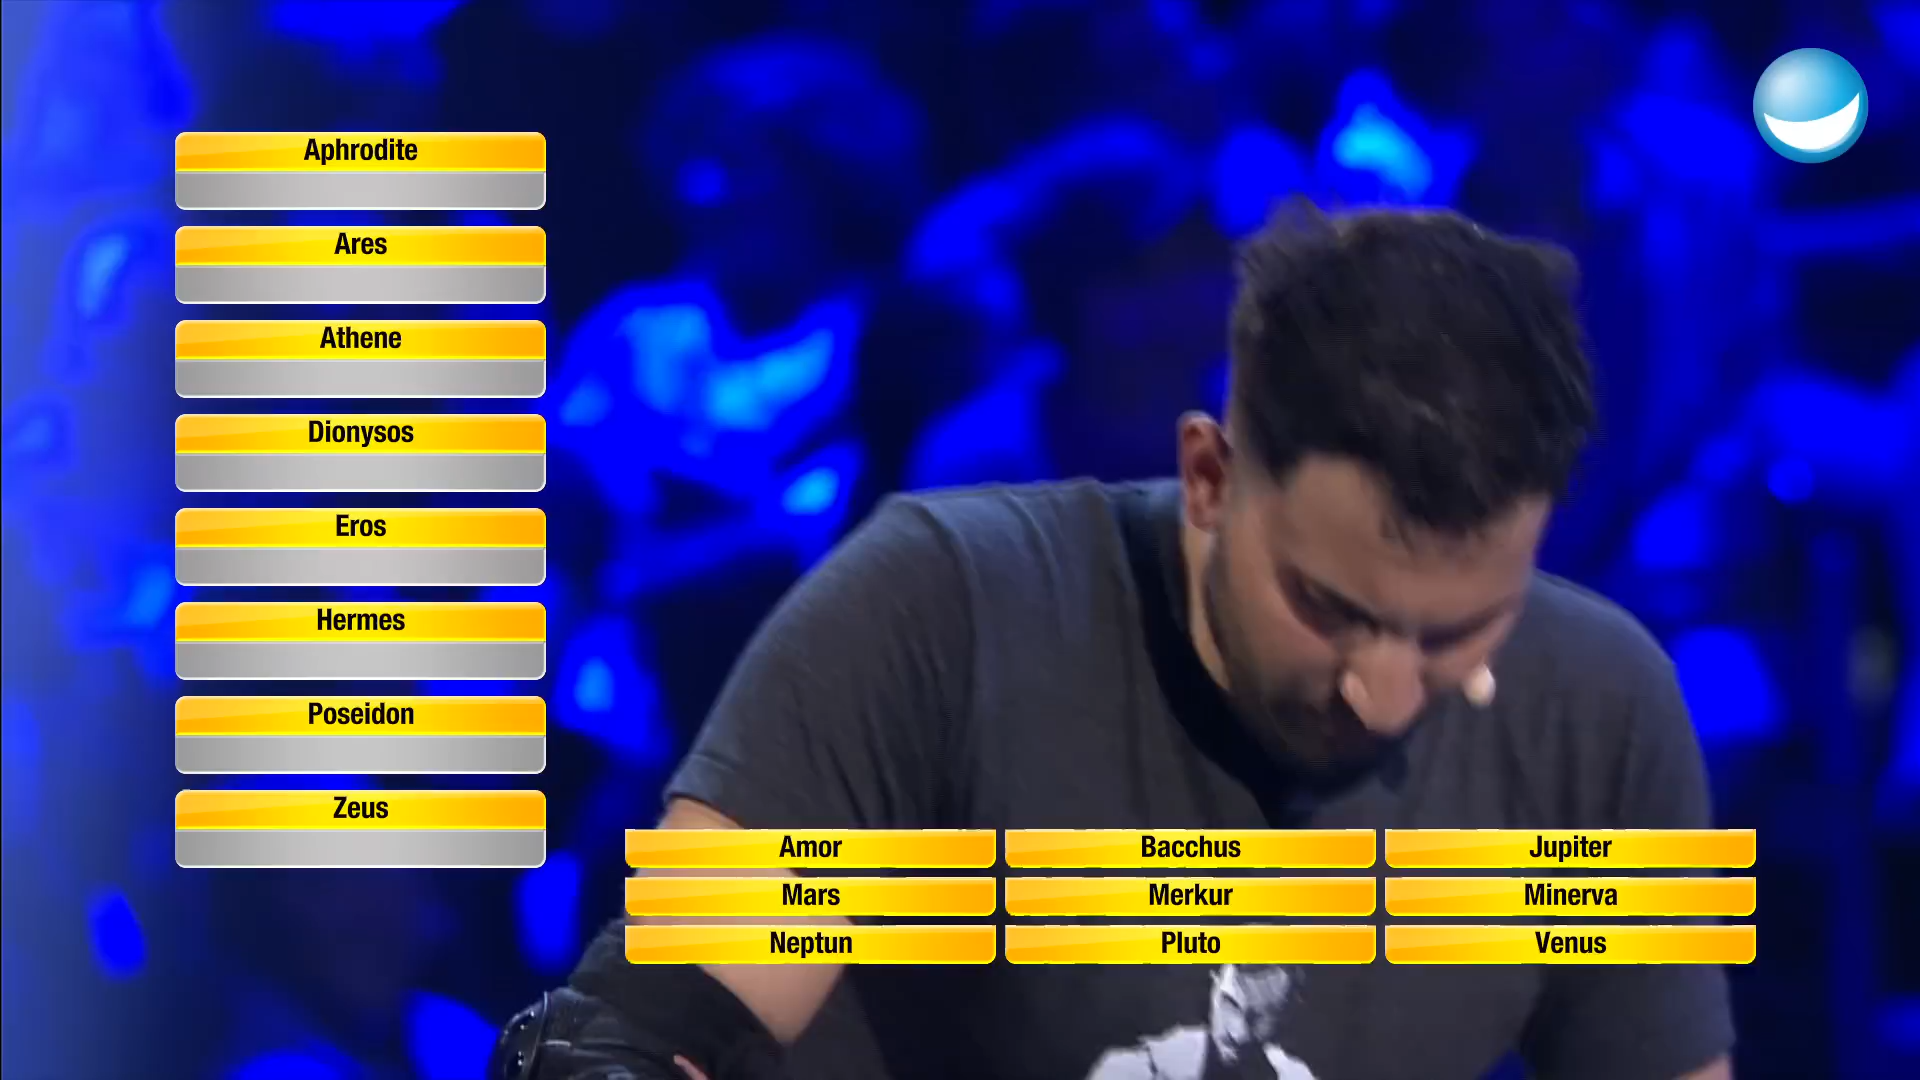 Aphrodite
Ares
Athene
Dionysos
Eros
Hermes
Poseidon
Zeus
Amor Bacchus Jupiter
Mars Merkur Minerva
Neptun Pluto Venus